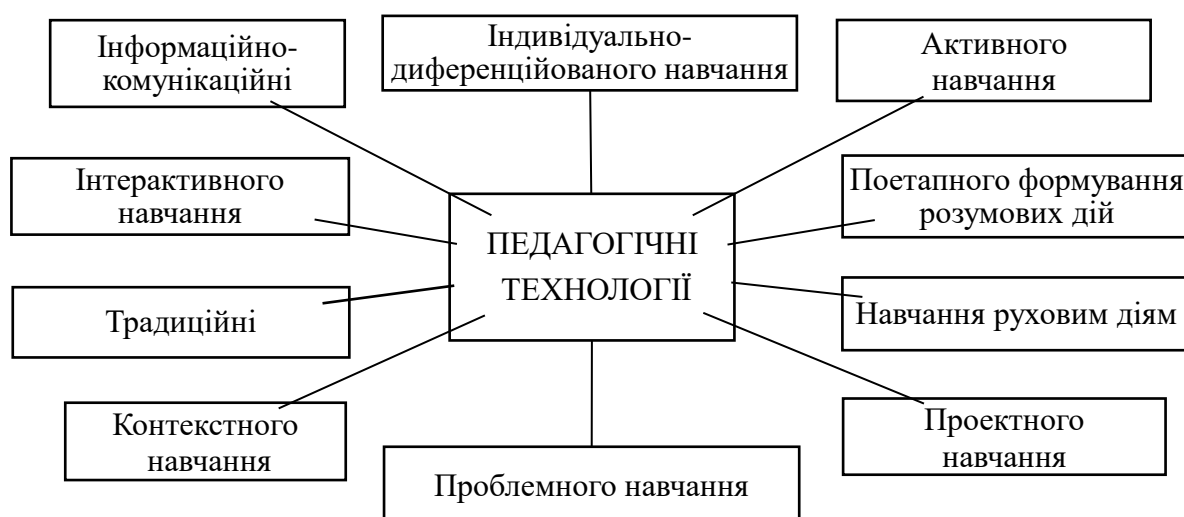 Інформаційно-
комунікаційні
Індивідуально-
диференційованого навчання
Активного
навчання
Інтерактивного
навчання
ПЕДАГОГІЧНІ
ТЕХНОЛОГІЇ
Поетапного формування
розумових дій
Традиційні
Навчання руховим діям
Контекстного
навчання
Проблемного навчання
Проектного
навчання